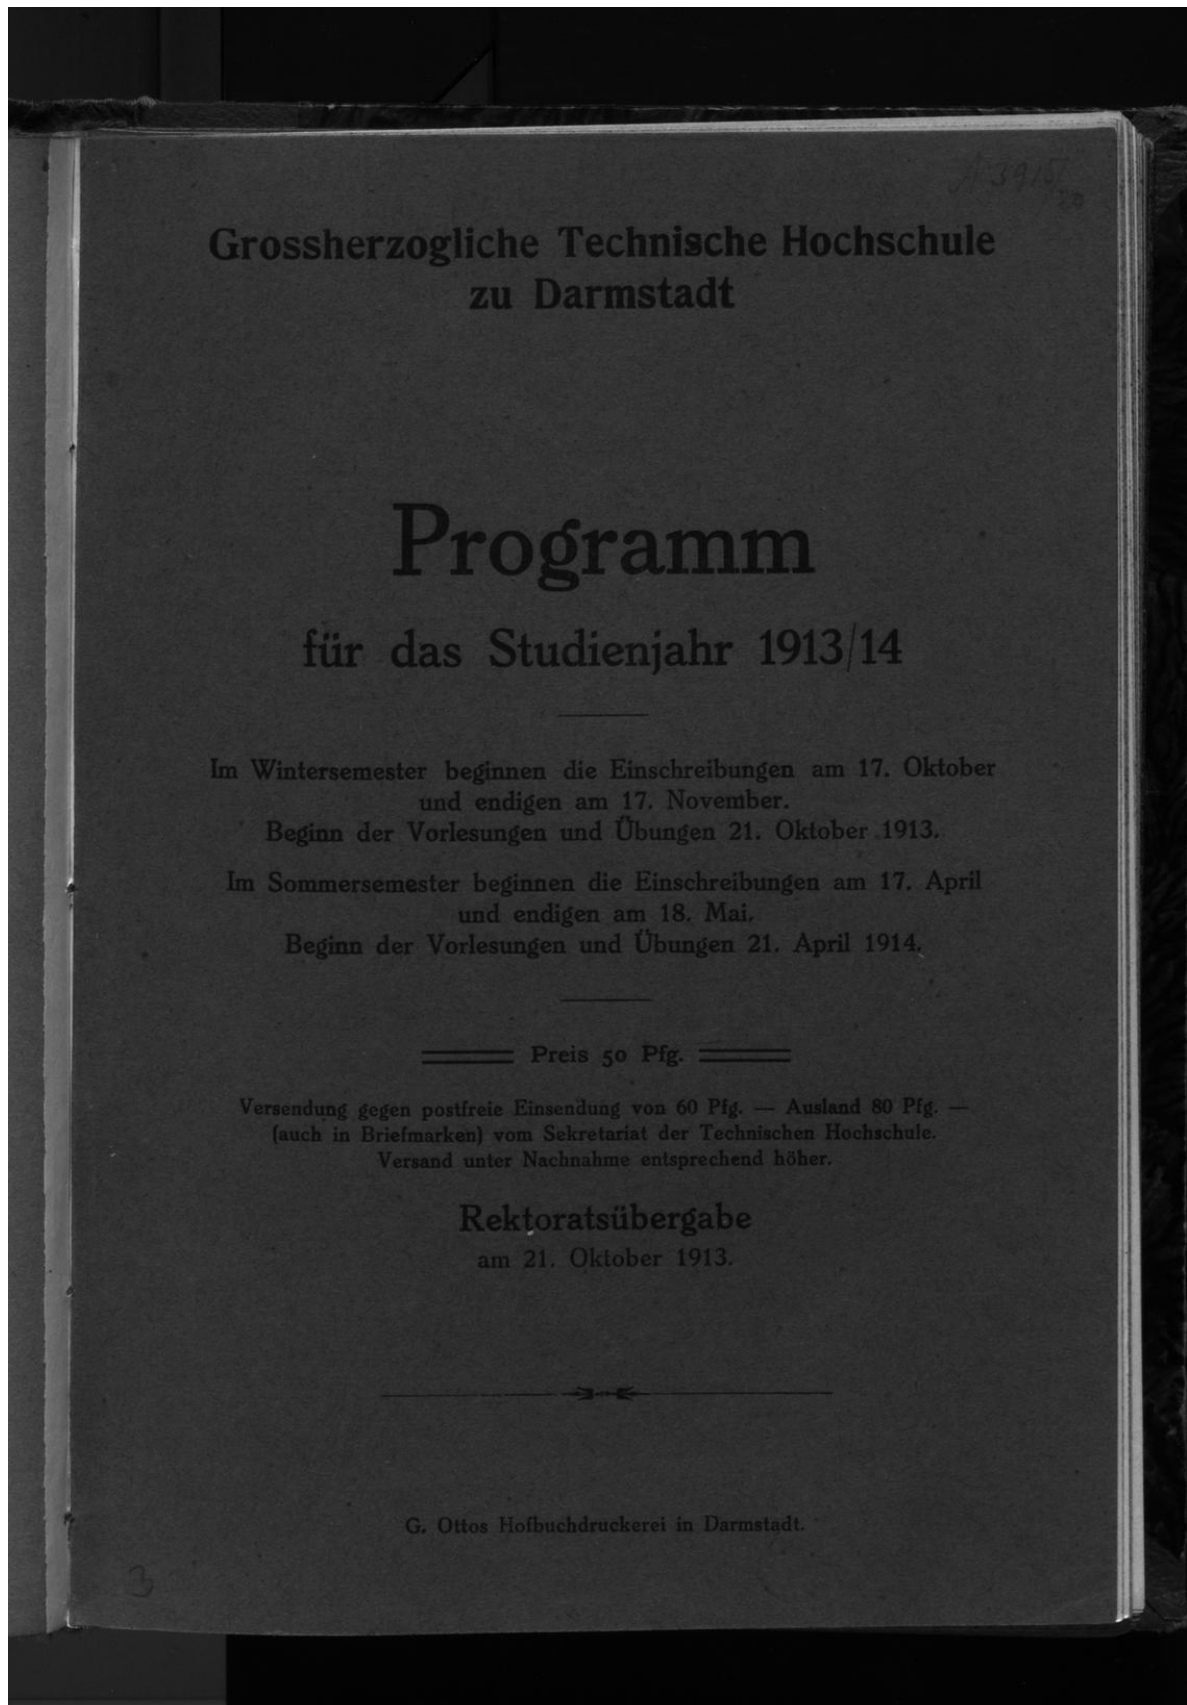 Grossherzogliche Technische Hochschule
zu Darmstadt
Programm
für das Studienjahr 1913/14
Im Wintersemester beginnen die Einschreibungen am 17. Oktober
und endigen am 17. November.
Beginn der Vorlesungen und Übungen 21. Oktober 1913.
Im Sommersemester beginnen die Einschreibungen am 17. April
und endigen am 18. Mai.
Beginn der Vorlesungen und Übungen 21. April 1914.
Preis 50 Pfg.
Versendung gegen postfreie Einsendung von 60 Pfg. — Ausland 80 Pfg. —
(auch in Briefmarken) vom Sekretariat der Technischen Hochschule.
Versand unter Nachnahme entsprechend höher.
Rektoratsübergabe
am 21. Oktober 1913.
G. Ottos Hofbuchdruckerei in Darmstadt.
3